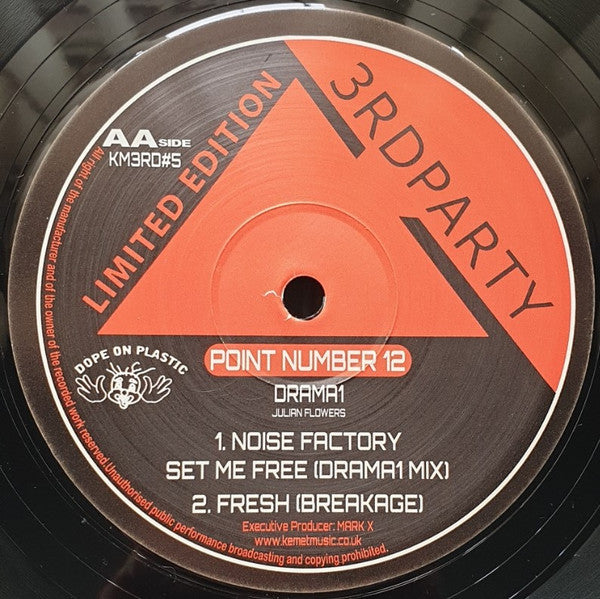 LIMITED EDITION
3RDPARTY
AA SIDE
KM3RD#5
DOPE ON PLASTIC
POINT NUMBER 12
DRAMA1
JULIAN FLOWERS
1. NOISE FACTORY
SET ME FREE (DRAMA1 MIX)
2. FRESH (BREAKAGE)
Executive Producer: MARK X
www.kemetmusic.co.uk
All right of the manufacturer and of the owner of the recorded work reserved.Unauthorised public performance broadcasting and copying prohibited.